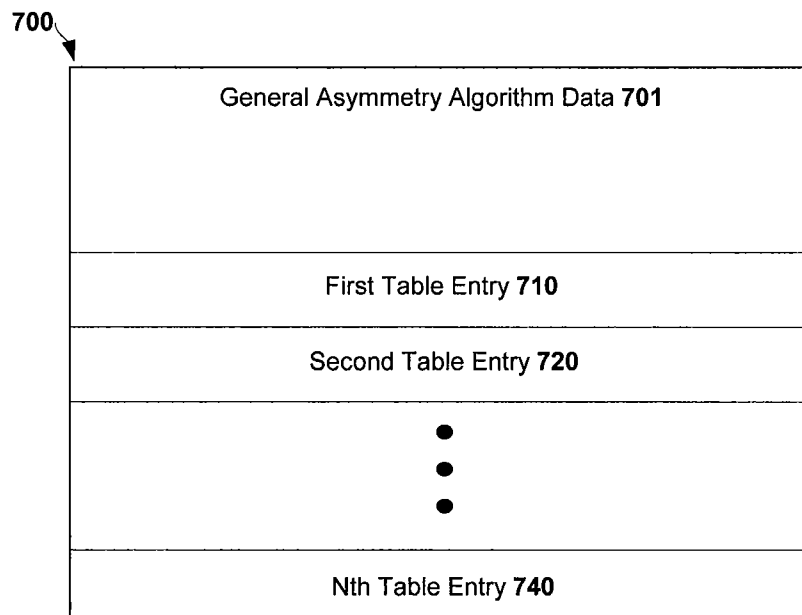 700
General Asymmetry Algorithm Data 701
First Table Entry 710
Second Table Entry 720
Nth Table Entry 740